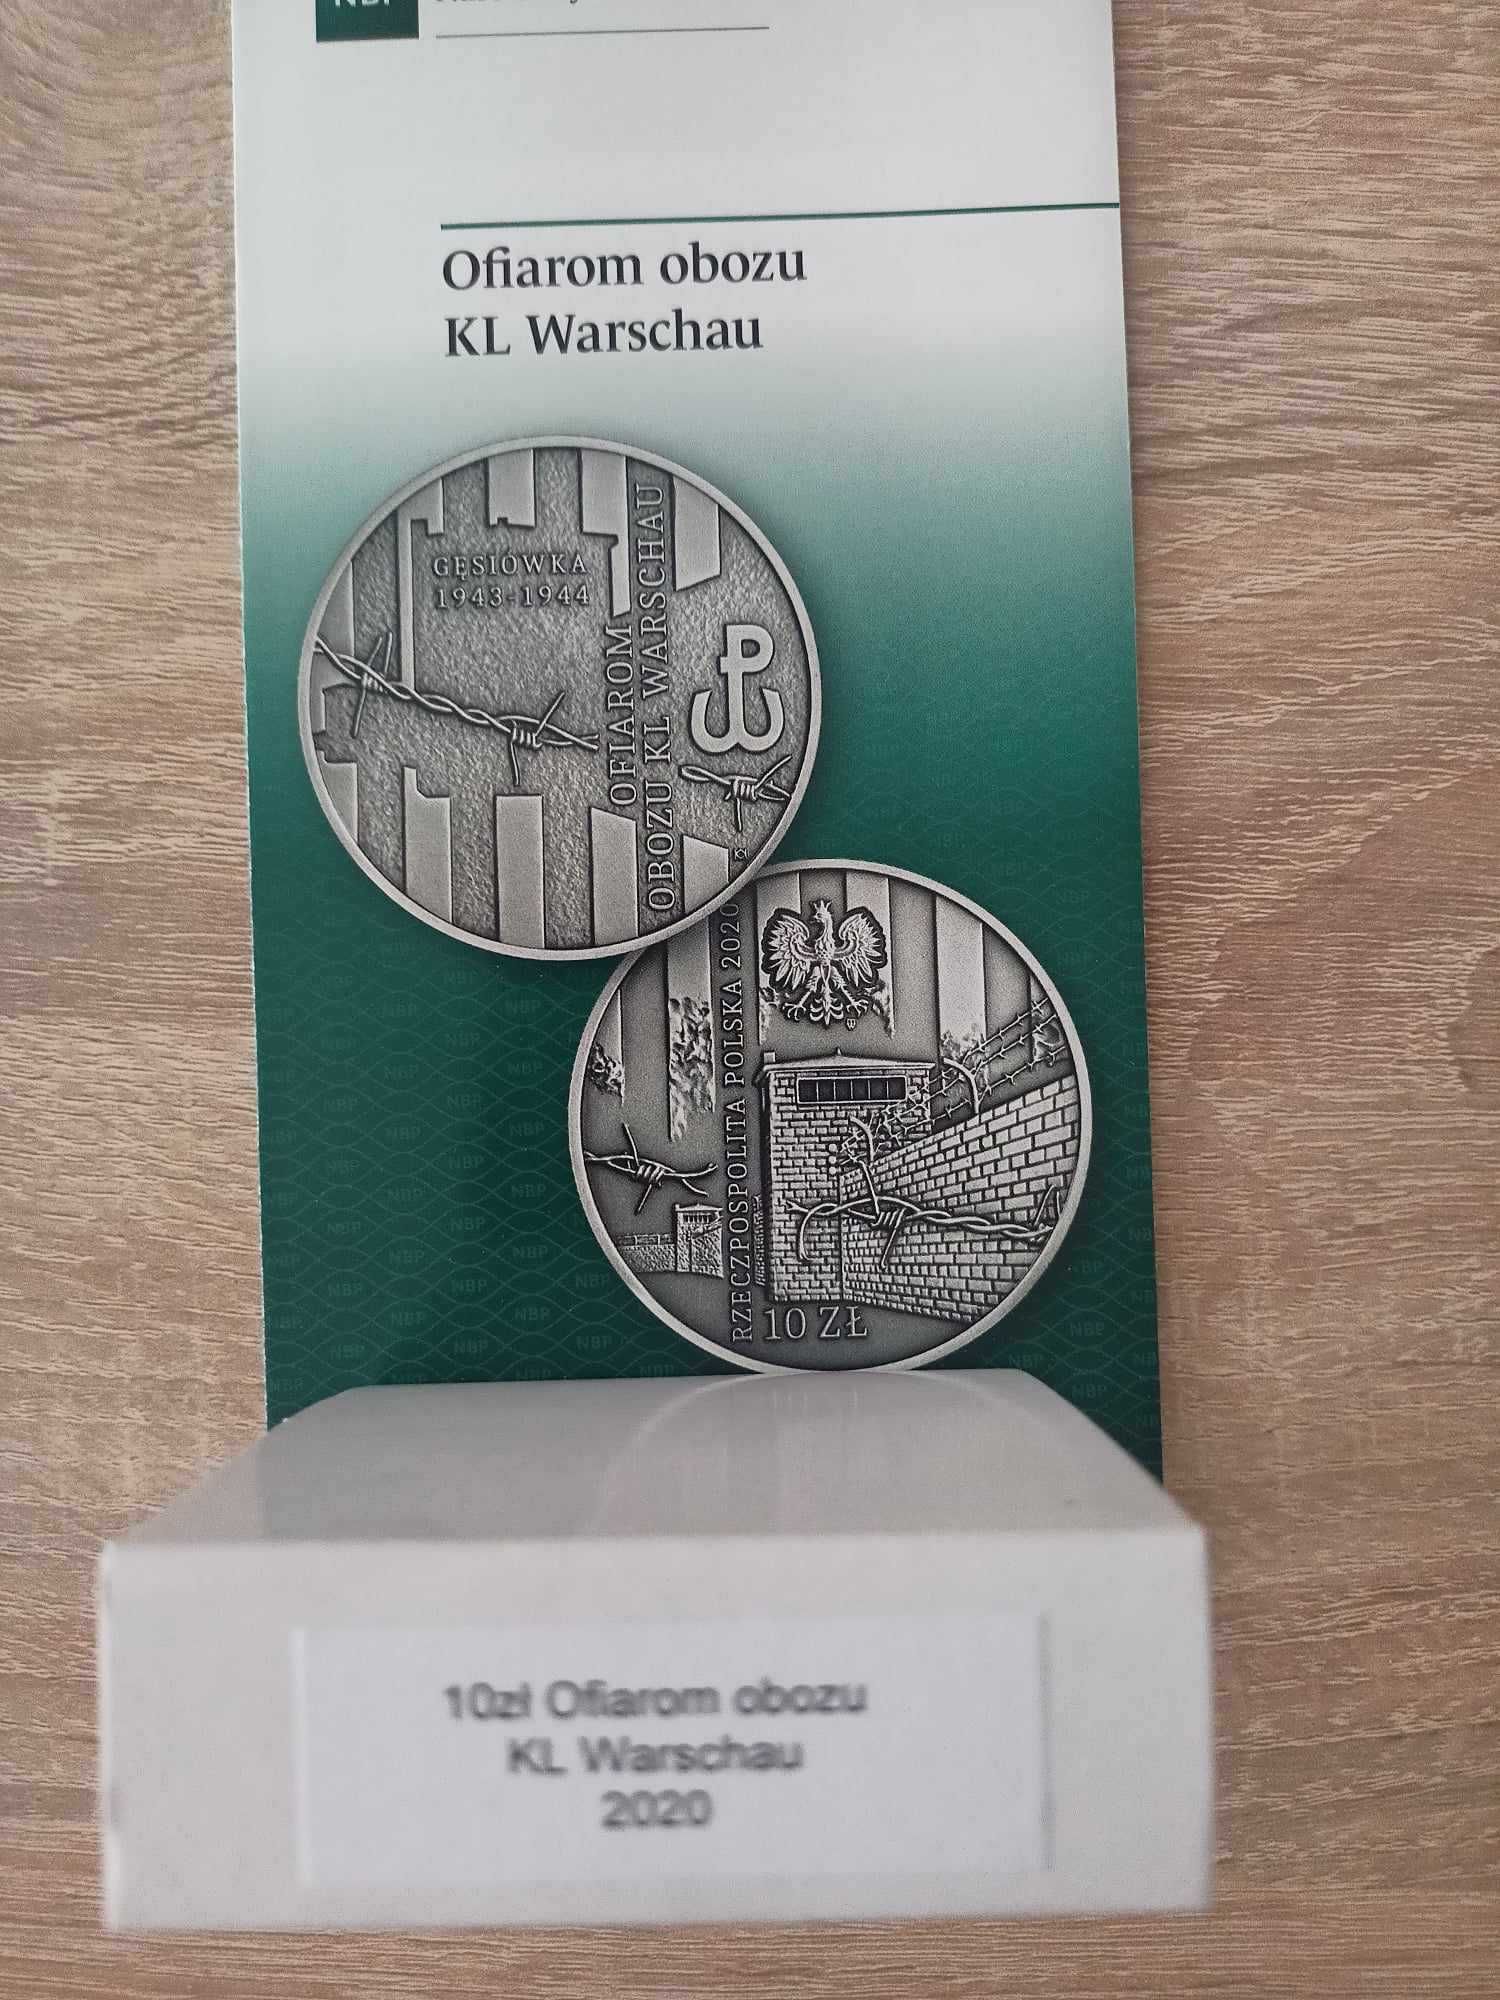 NBP
Ofiarom obozu
KL Warschau
GĘSIÓWKA
1943-1944
OFIAROM
OBOZU KL WARSCHAU
RZECZPOSPOLITA POLSKA 2020
10 ZŁ
10zł Ofiarom obozu
KL Warschau
2020